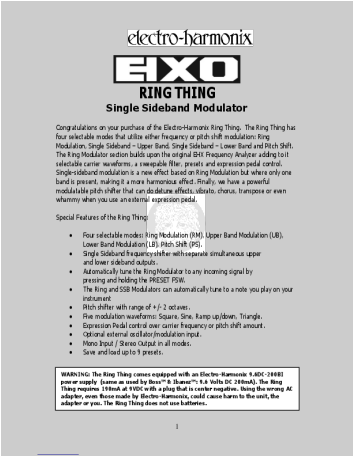 electro-harmonix
EHXO
RING THING
Single Sideband Modulator
Congratulations on your purchase of the Electro-Harmonix Ring Thing. The Ring Thing has
four selectable modes that utilize either frequency or pitch shift modulation: Ring
Modulation, Single Sideband – Upper Band, Single Sideband – Lower Band and Pitch Shift.
The Ring Modulator section builds upon the original EHX Frequency Analyzer adding to it
selectable carrier waveforms, a sweepable filter, presets and expression pedal control.
Single-sideband modulation is a new effect based on Ring Modulation but where only one
band is present, making it a more harmonious effect. Finally, we have a powerful
modulatable pitch shifter that can do detune effects, vibrato, chorus, transpose or even
whammy when you use an external expression pedal.
Special Features of the Ring Thing:
• Four selectable modes: Ring Modulation (RM), Upper Band Modulation (UB),
Lower Band Modulation (LB), Pitch Shift (PS).
• Single Sideband frequency shifter with separate simultaneous upper
and lower sideband outputs.
• Automatically tune the Ring Modulator to any incoming signal by
pressing and holding the PRESET FSW.
• The Ring and SSB Modulators can automatically tune to a note you play on your
instrument
• Pitch shifter with range of +/- 2 octaves.
• Five modulation waveforms: Square, Sine, Ramp up/down, Triangle.
• Expression Pedal control over carrier frequency or pitch shift amount.
• Optional external oscillator/modulation input.
• Mono Input / Stereo Output in all modes.
• Save and load up to 9 presets.
WARNING: The Ring Thing comes equipped with an Electro-Harmonix 9.6DC-200BI
power supply (same as used by Boss™ & Ibanez™: 9.6 Volts DC 200mA). The Ring
Thing requires 190mA at 9VDC with a plug that is center negative. Using the wrong AC
adapter, even those made by Electro-Harmonix, could cause harm to the unit, the
adapter or you. The Ring Thing does not use batteries.
1